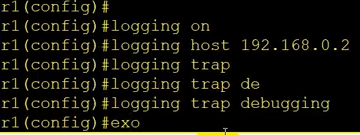 r1(config)#
r1(config)#logging on
r1(config)#logging host 192.168.0.2
r1(config)#logging trap
r1(config)#logging trap de
r1(config)#logging trap debugging
r1(config)#exo